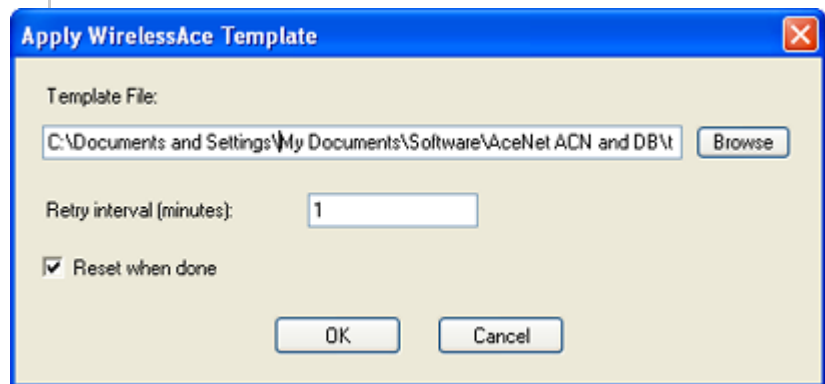 Apply WirelessAce Template
Template File:
C:\Documents and Settings\My Documents\Software\AceNet ACN and DB\t
Browse
Retry interval (minutes): 1
Reset when done
OK Cancel